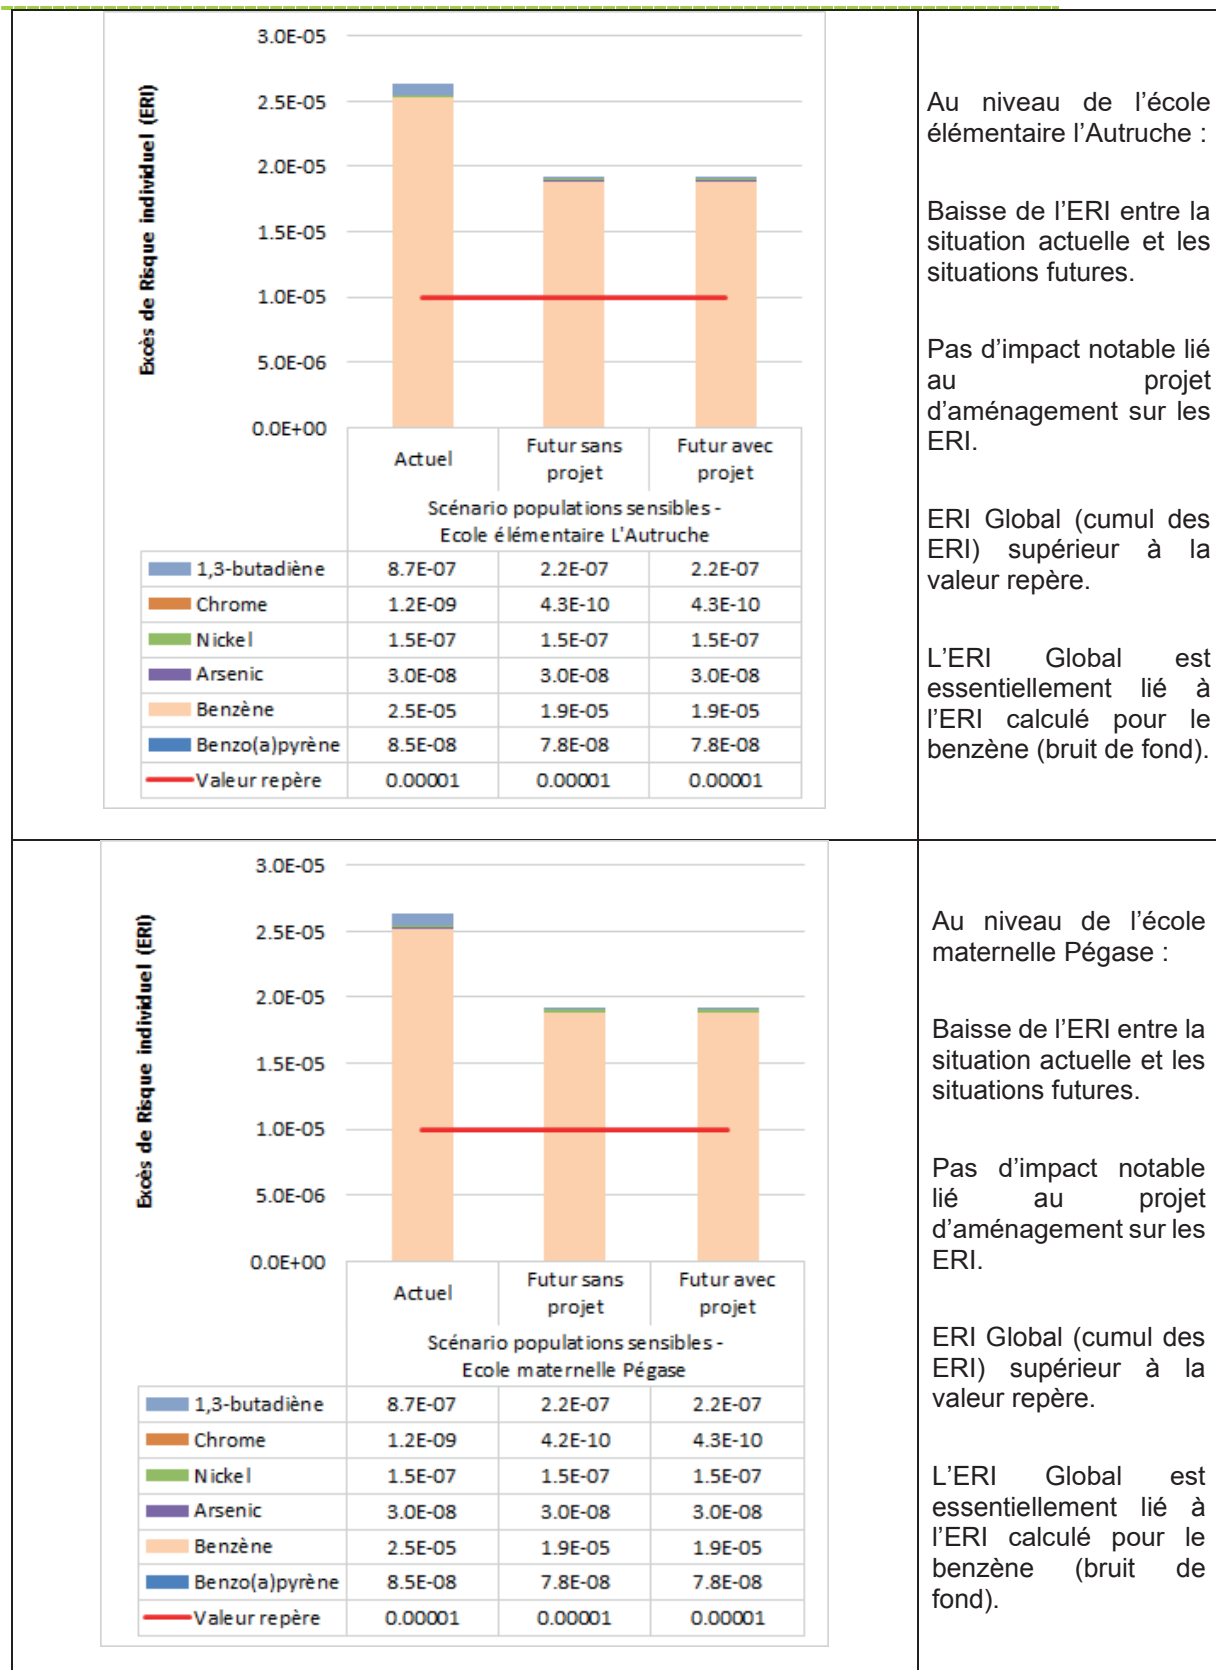 3.0E-05
2.5E-05
2.0E-05
1.5E-05
1.0E-05
5.0E-06
0.0E+00
Excès de Risque individuel (ERI)
Actuel
Futur sans projet
Futur avec projet
Scénario populations sensibles -
Ecole élémentaire L'Autruche
1,3-butadiène 8.7E-07 2.2E-07 2.2E-07
Chrome 1.2E-09 4.3E-10 4.3E-10
Nickel 1.5E-07 1.5E-07 1.5E-07
Arsenic 3.0E-08 3.0E-08 3.0E-08
Benzène 2.5E-05 1.9E-05 1.9E-05
Benzo(a)pyrène 8.5E-08 7.8E-08 7.8E-08
Valeur repère 0.00001 0.00001 0.00001
Au niveau de l’école
élémentaire l’Autruche :
Baisse de l’ERI entre la
situation actuelle et les
situations futures.
Pas d’impact notable lié
au projet
d’aménagement sur les
ERI.
ERI Global (cumul des
ERI) supérieur à la
valeur repère.
L’ERI Global est
essentiellement lié à
l’ERI calculé pour le
benzène (bruit de fond).
3.0E-05
2.5E-05
2.0E-05
1.5E-05
1.0E-05
5.0E-06
0.0E+00
Excès de Risque individuel (ERI)
Actuel
Futur sans projet
Futur avec projet
Scénario populations sensibles -
Ecole maternelle Pégase
1,3-butadiène 8.7E-07 2.2E-07 2.2E-07
Chrome 1.2E-09 4.2E-10 4.3E-10
Nickel 1.5E-07 1.5E-07 1.5E-07
Arsenic 3.0E-08 3.0E-08 3.0E-08
Benzène 2.5E-05 1.9E-05 1.9E-05
Benzo(a)pyrène 8.5E-08 7.8E-08 7.8E-08
Valeur repère 0.00001 0.00001 0.00001
Au niveau de l’école
maternelle Pégase :
Baisse de l’ERI entre la
situation actuelle et les
situations futures.
Pas d’impact notable
lié au projet
d’aménagement sur les
ERI.
ERI Global (cumul des
ERI) supérieur à la
valeur repère.
L’ERI Global est
essentiellement lié à
l’ERI calculé pour le
benzène (bruit de
fond).